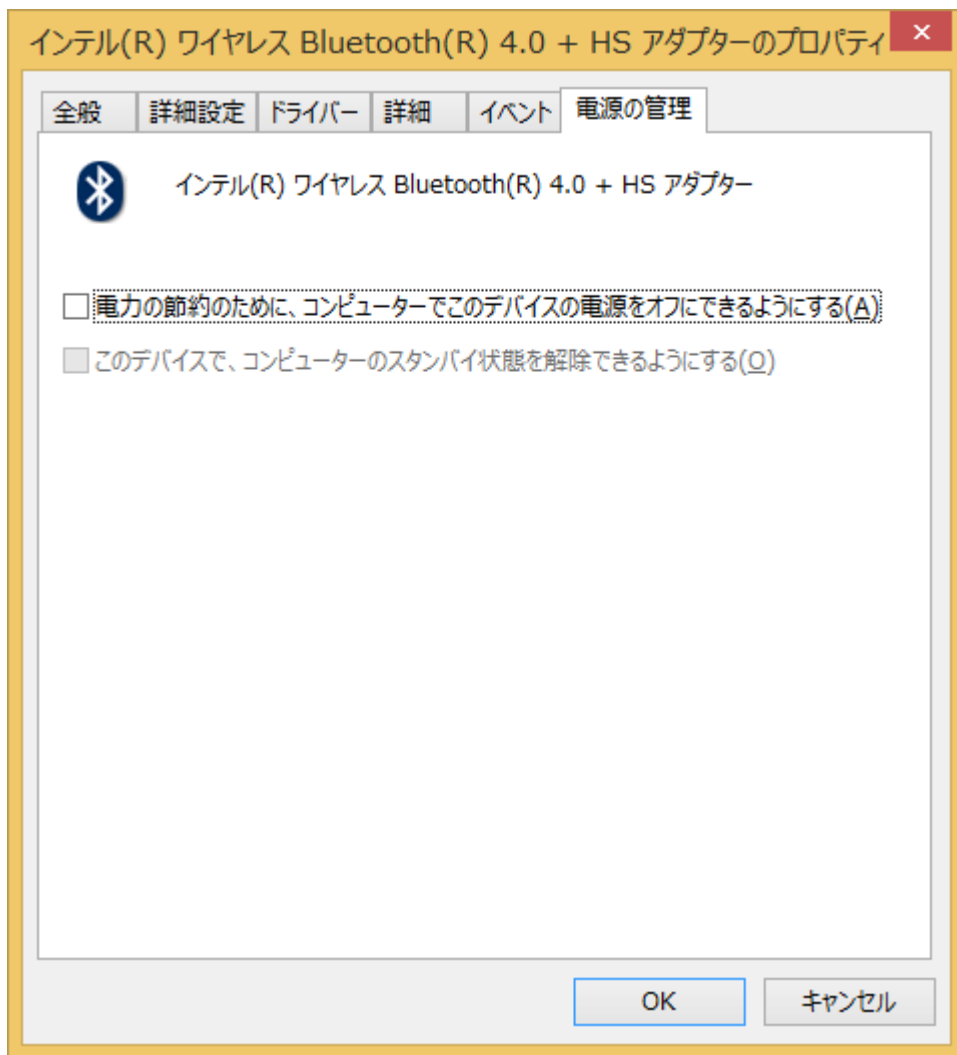 インテル(R) ワイヤレス Bluetooth(R) 4.0 + HS アダプターのプロパティ
全般 詳細設定 ドライバー 詳細 イベント 電源の管理
インテル(R) ワイヤレス Bluetooth(R) 4.0 + HS アダプター
電力の節約のために、コンピューターでこのデバイスの電源をオフにできるようにする(A)
このデバイスで、コンピューターのスタンバイ状態を解除できるようにする(O)
OK キャンセル